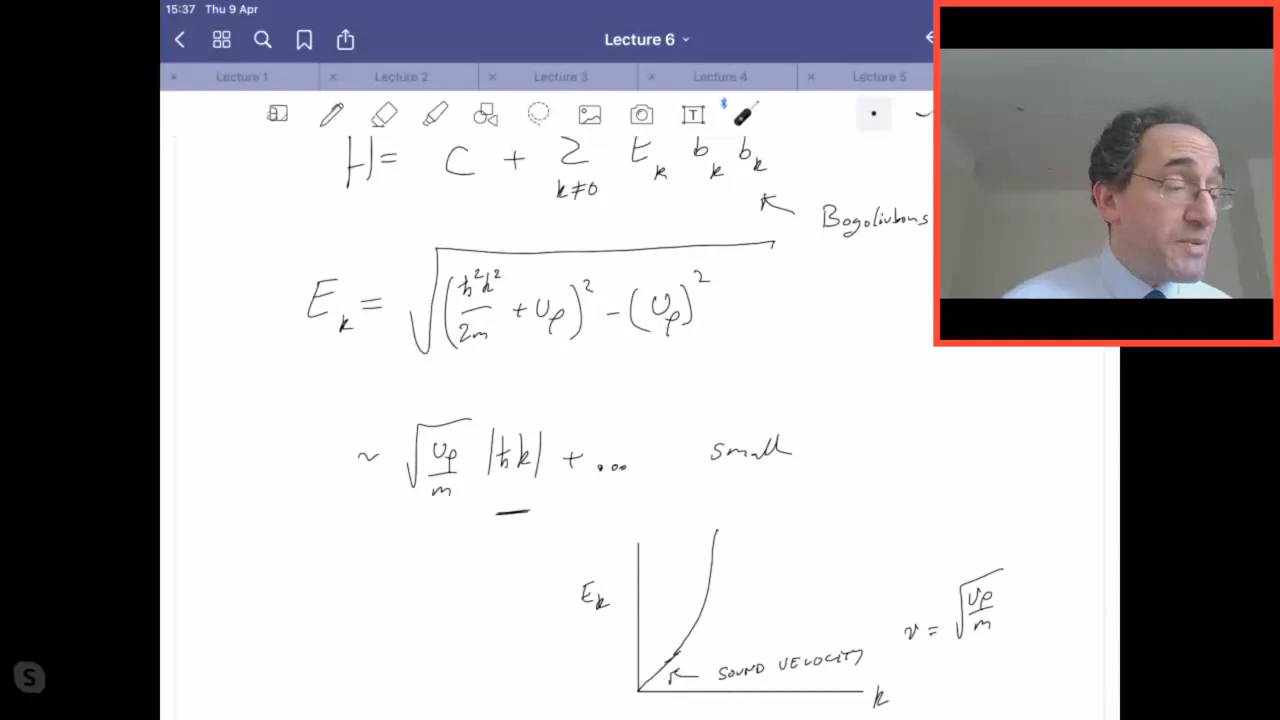 15:37 Thu 9 Apr
Lecture 6
Lecture 1 Lecture 2 Lecture 3 Lecture 4 Lecture 5
T
H = C + Σ E_k b_k b_k
k≠0
Bogoliubons
E_k = √((ħ²k²/2m + Uρ)² - (Uρ)²)
~ √(Uρ/m) |ħk| + ... small
E_k
v = √(Uρ/m)
SOUND VELOCITY
k
S